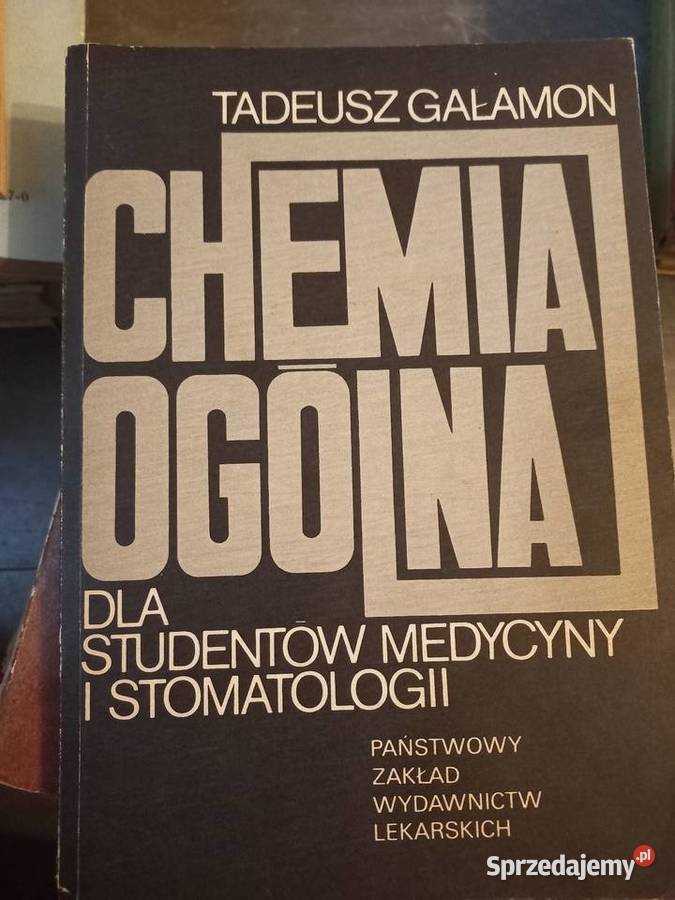 TADEUSZ GAŁAMON
CHEMIA
OGÓLNA
DLA
STUDENTÓW MEDYCYNY
I STOMATOLOGII
PAŃSTWOWY
ZAKŁAD
WYDAWNICTW
LEKARSKICH
Sprzedajemy.pl